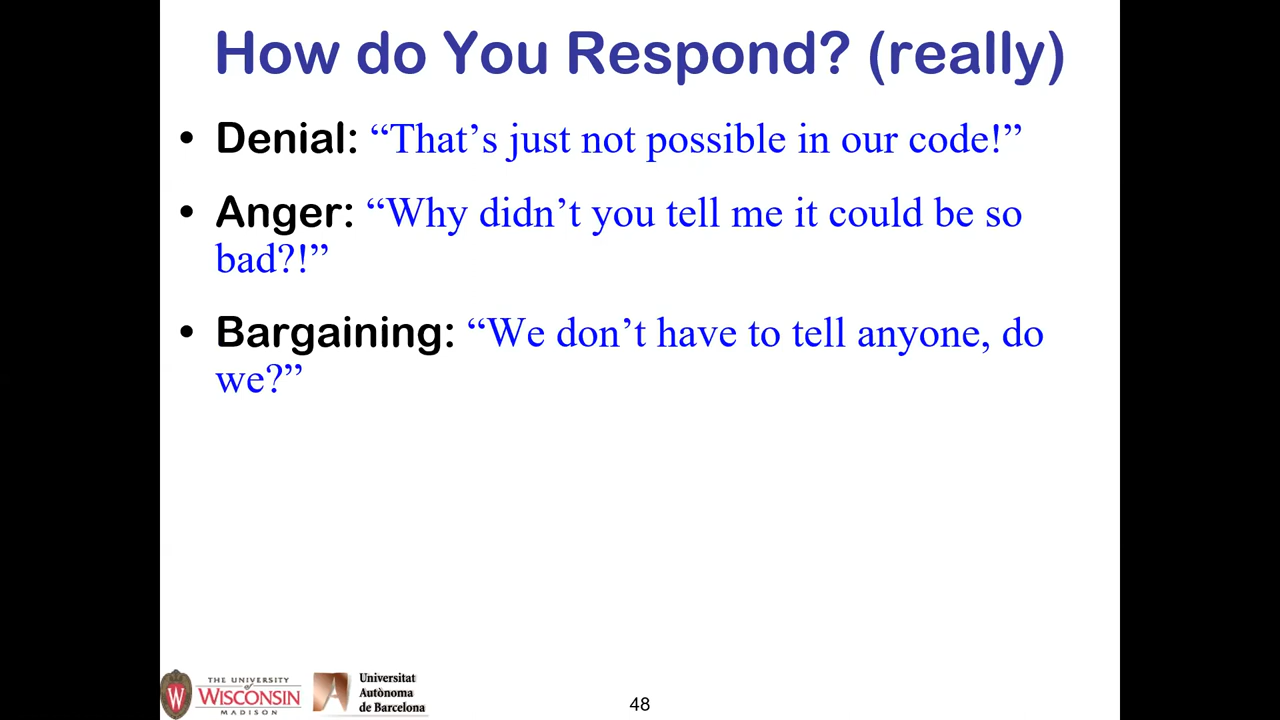 How do You Respond? (really)
• Denial: “That’s just not possible in our code!”
• Anger: “Why didn’t you tell me it could be so
bad?!”
• Bargaining: “We don’t have to tell anyone, do
we?”
THE UNIVERSITY
of
WISCONSIN
MADISON
Universitat
Autònoma
de Barcelona
48